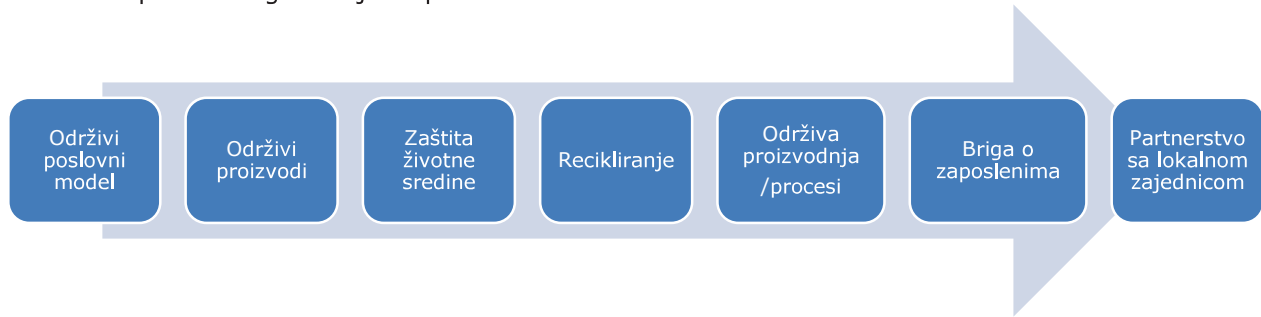 Održivi
poslovni
model
Održivi
proizvodi
Zaštita
životne
sredine
Recikliranje
Održiva
proizvodnja
/procesi
Briga o
zaposlenima
Partnerstvo
sa lokalnom
zajednicom